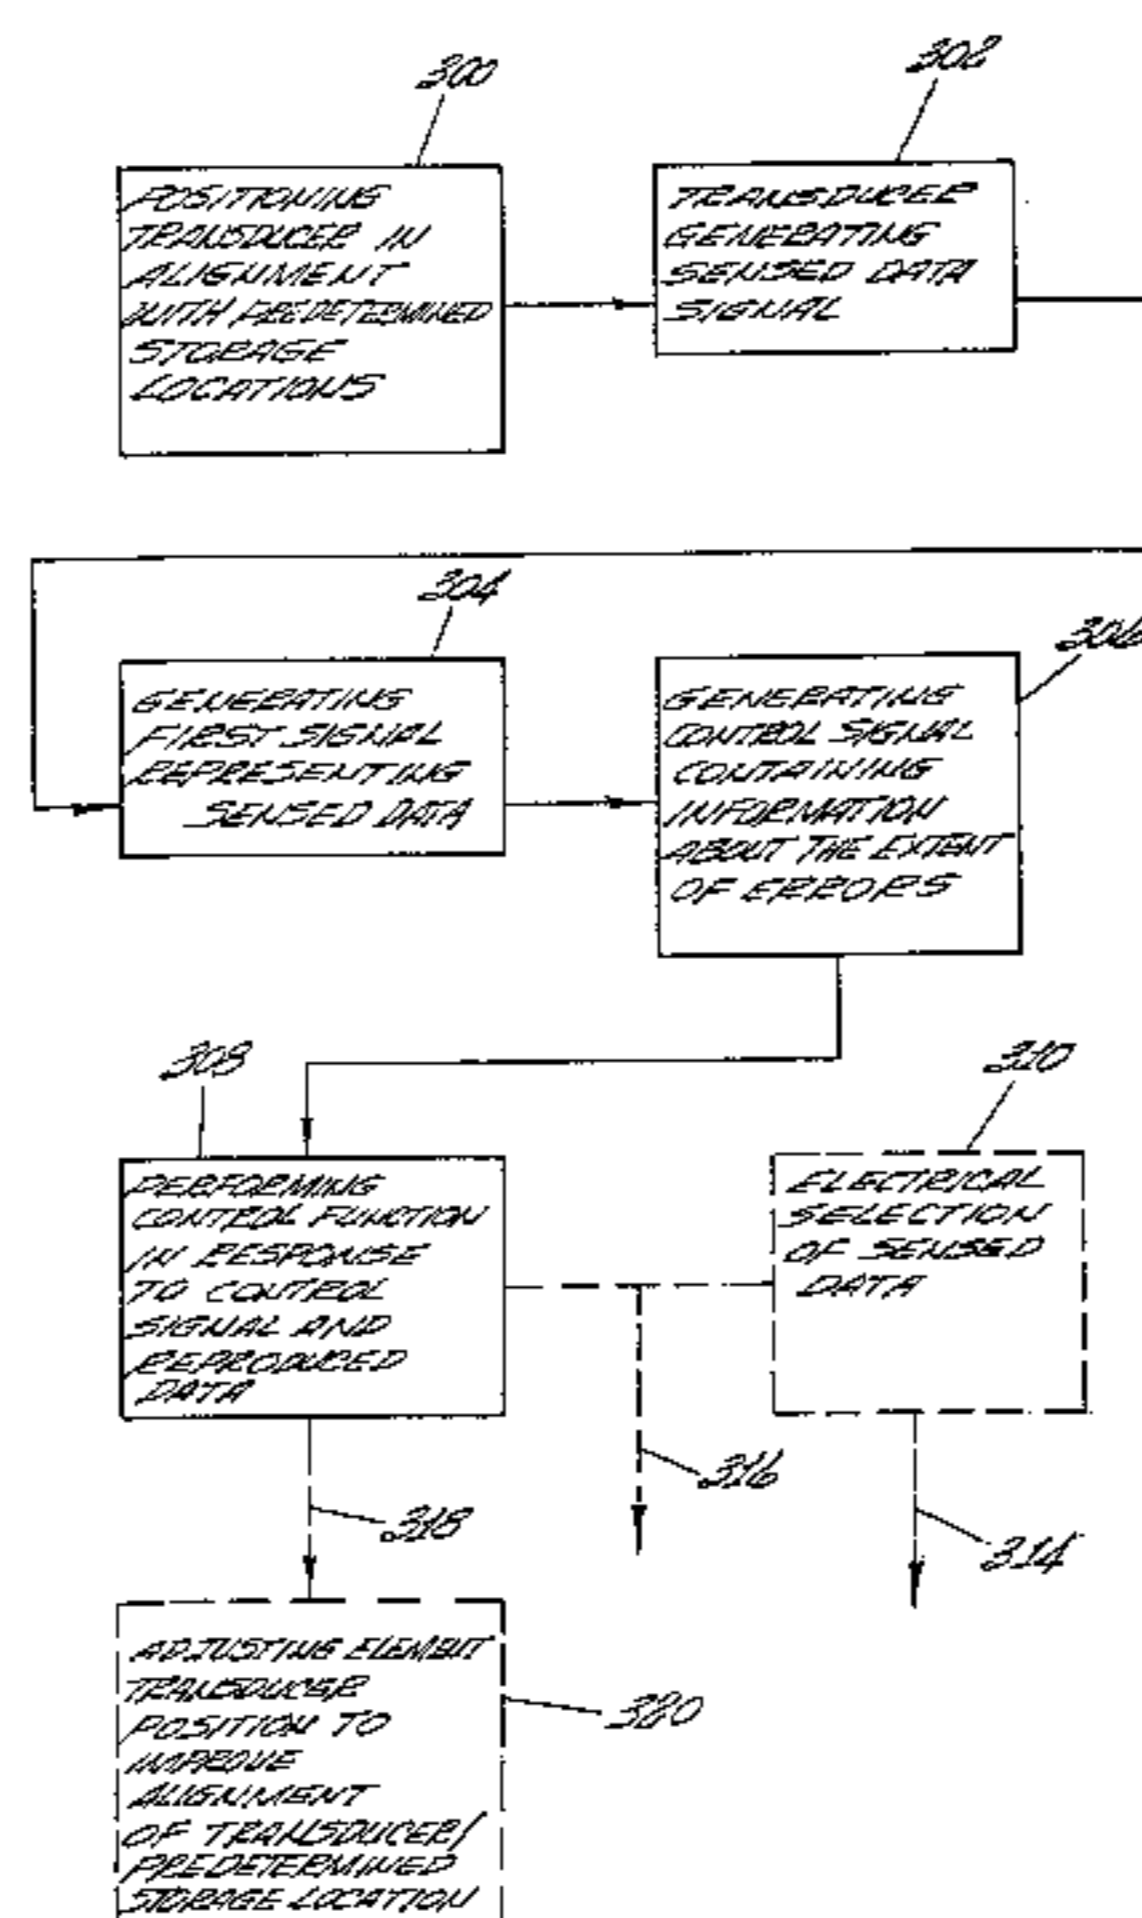 300
302
POSITIONING
TRANSDUCER IN
ALIGNMENT
WITH PREDETERMINED
STORAGE
LOCATIONS
TRANSDUCER
GENERATING
SENSED DATA
SIGNAL
304
306
GENERATING
FIRST SIGNAL
REPRESENTING
SENSED DATA
GENERATING
CONTROL SIGNAL
CONTAINING
INFORMATION
ABOUT THE EXTENT
OF ERRORS
308
310
PERFORMING
CONTROL FUNCTION
IN RESPONSE
TO CONTROL
SIGNAL AND
REPRODUCED
DATA
ELECTRICAL
SELECTION
OF SENSED
DATA
316
318
314
ADJUSTING ELEMENT
TRANSDUCER
POSITION TO
IMPROVE
ALIGNMENT
OF TRANSDUCER/
PREDETERMINED
STORAGE LOCATION
320